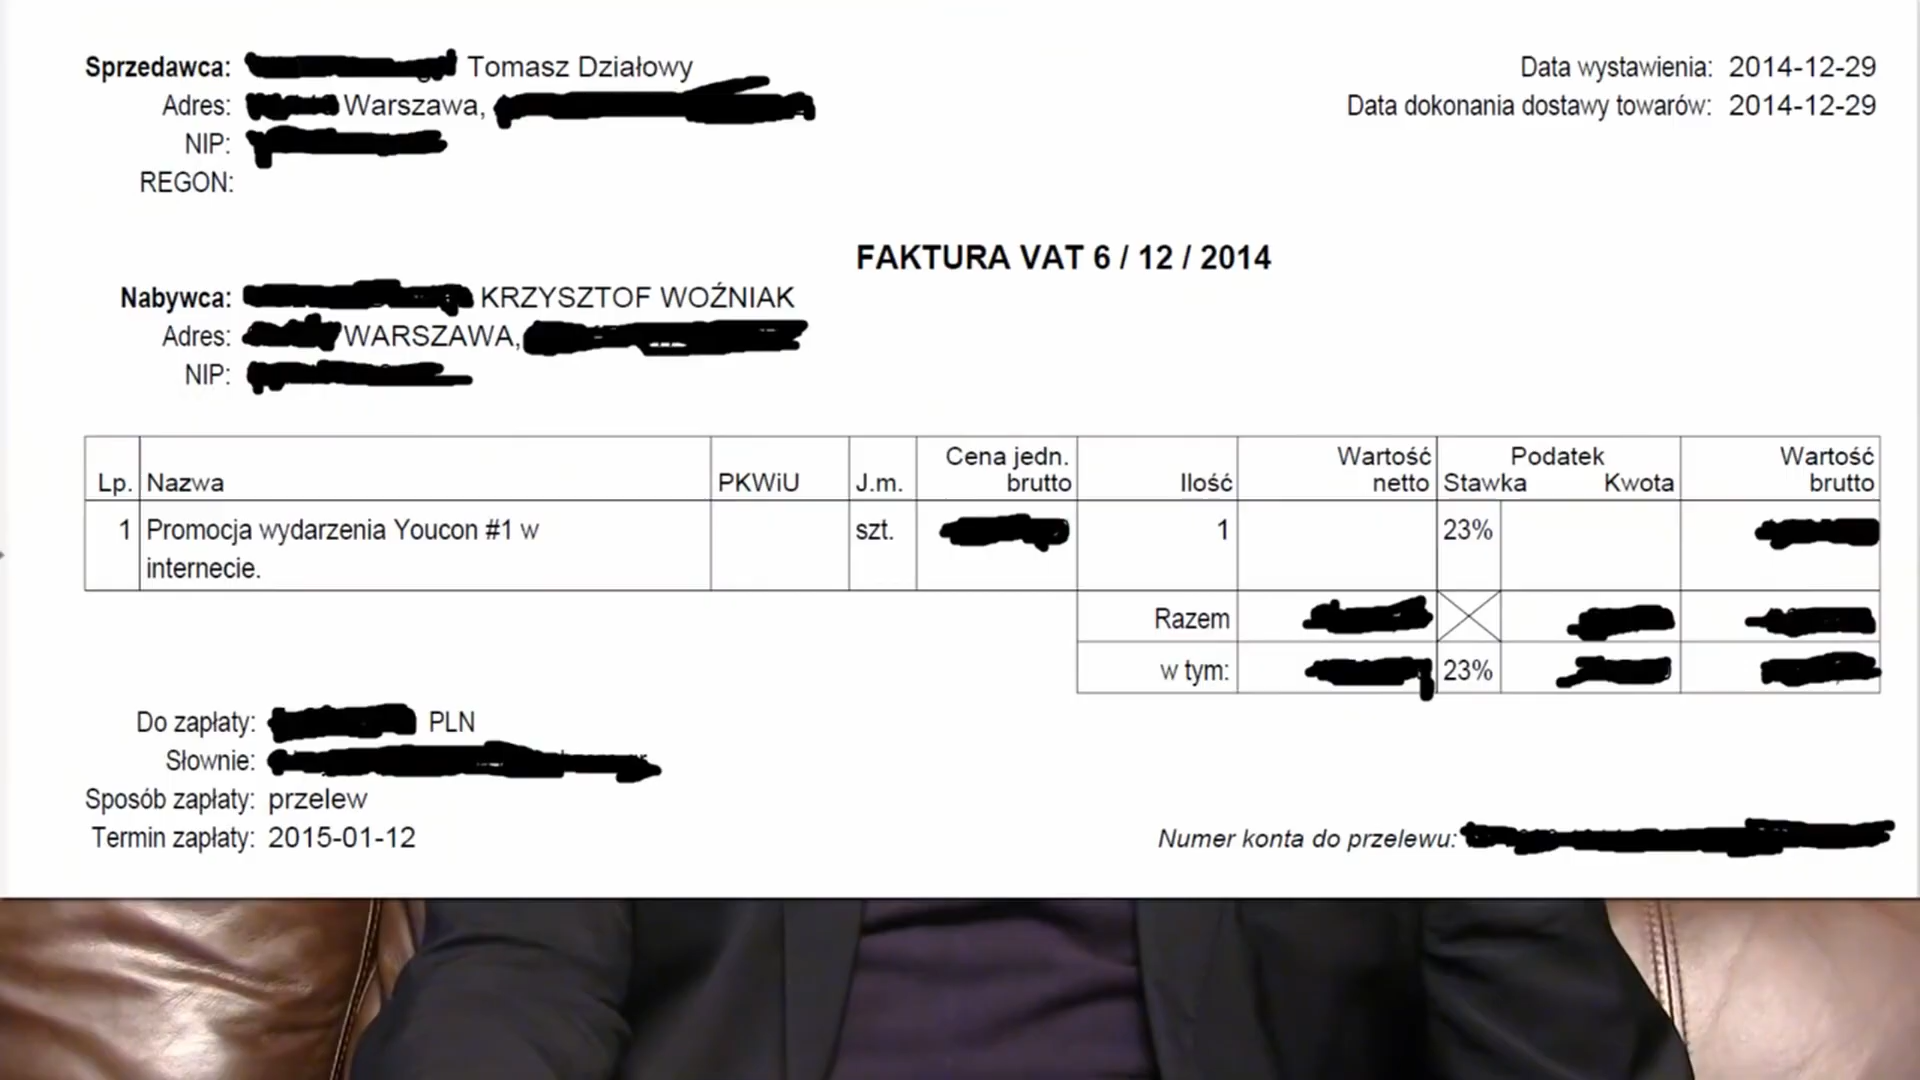 Sprzedawca: Tomasz Działowy
Adres: Warszawa,
NIP:
REGON:
Data wystawienia: 2014-12-29
Data dokonania dostawy towarów: 2014-12-29
FAKTURA VAT 6 / 12 / 2014
Nabywca: KRZYSZTOF WOŹNIAK
Adres: WARSZAWA,
NIP:
Lp. Nazwa PKWiU J.m. Cena jedn. brutto Ilość Wartość netto Podatek Stawka Kwota Wartość brutto
1 Promocja wydarzenia Youcon #1 w szt. 1 23%
internecie.
Razem
w tym: 23%
Do zapłaty: PLN
Słownie:
Sposób zapłaty: przelew
Termin zapłaty: 2015-01-12
Numer konta do przelewu: